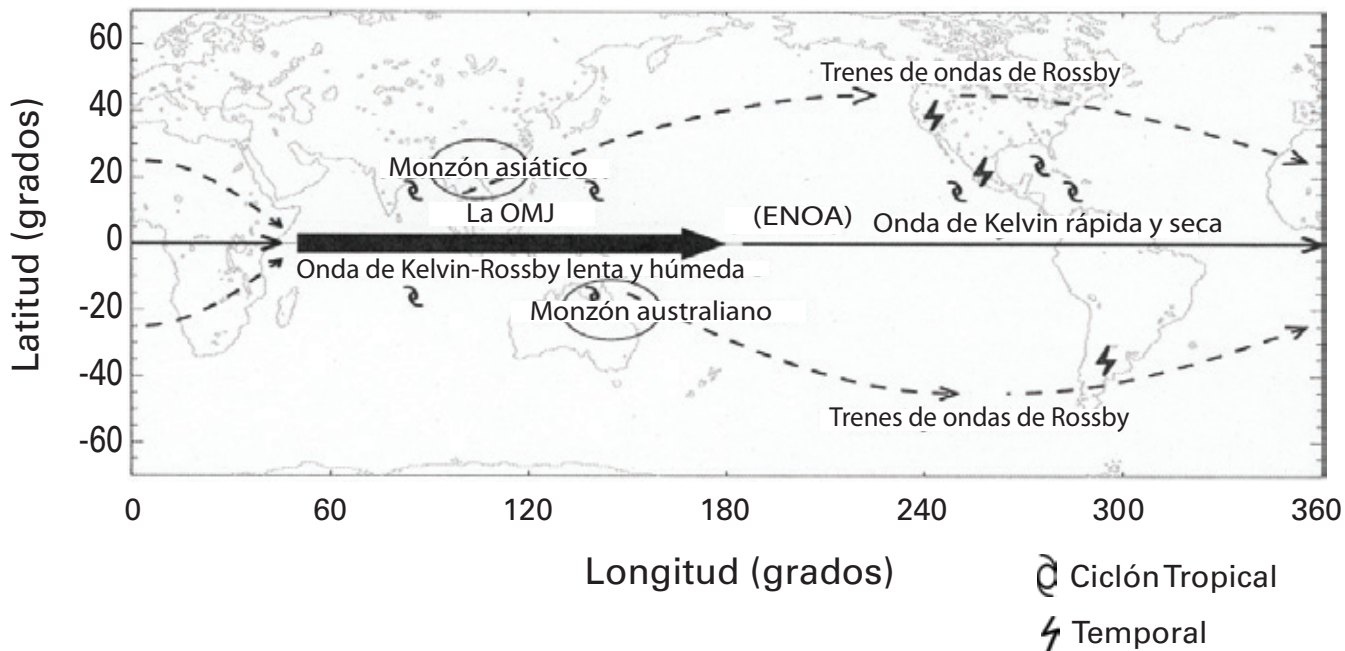 60
40
20
0
-20
-40
-60
Latitud (grados)
Trenes de ondas de Rossby
Monzón asiático
La OMJ
(ENOA)
Onda de Kelvin rápida y seca
Onda de Kelvin-Rossby lenta y húmeda
Monzón australiano
Trenes de ondas de Rossby
0 60 120 180 240 300 360
Longitud (grados)
Ciclón Tropical
Temporal